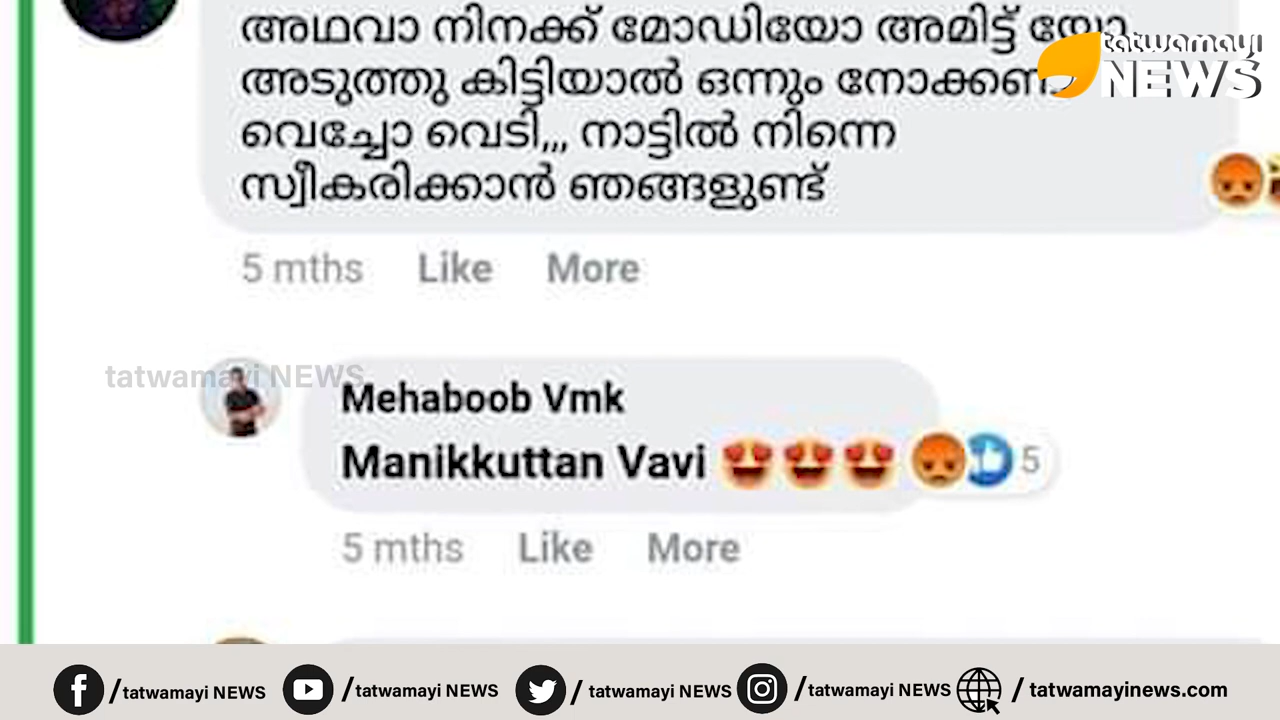 അഥവാ നിനക്ക് മോഡിയോ അമിട്ട് യോ
അടുത്തു കിട്ടിയാൽ ഒന്നും നോക്കണ്ടാ
വെച്ചോ വെടി,,, നാട്ടിൽ നിന്നെ
സ്വീകരിക്കാൻ ഞങ്ങളുണ്ട്
tatwamayi
NEWS
5 mths Like More
tatwamayi NEWS
Mehaboob Vmk
Manikkuttan Vavi 😍😍😍
5
5 mths Like More
/tatwamayi NEWS /tatwamayi NEWS / tatwamayi NEWS /tatwamayi NEWS / tatwamayinews.com